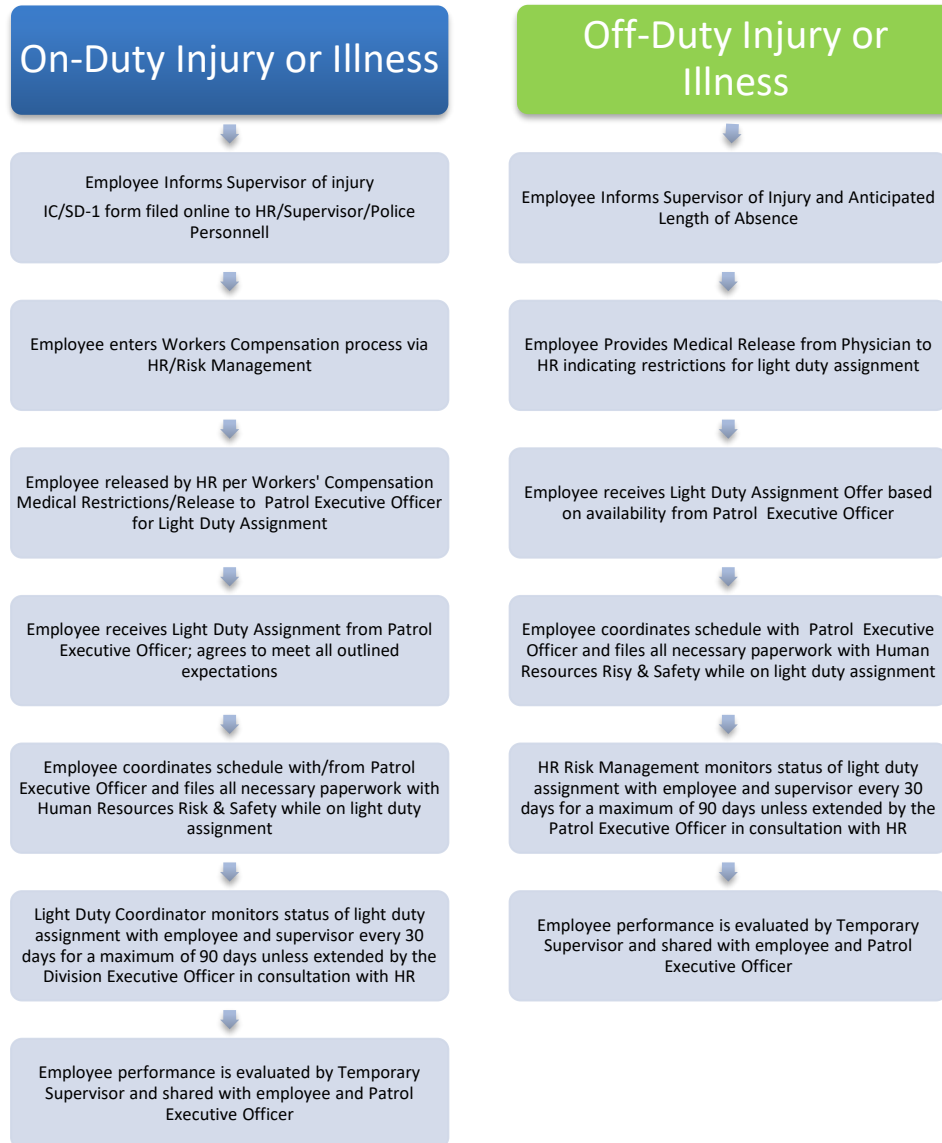 On-Duty Injury or Illness
Employee Informs Supervisor of injury
IC/SD-1 form filed online to HR/Supervisor/Police
Personnell
Employee enters Workers Compensation process via
HR/Risk Management
Employee released by HR per Workers' Compensation
Medical Restrictions/Release to Patrol Executive Officer
for Light Duty Assignment
Employee receives Light Duty Assignment from Patrol
Executive Officer; agrees to meet all outlined
expectations
Employee coordinates schedule with/from Patrol
Executive Officer and files all necessary paperwork with
Human Resources Risk & Safety while on light duty
assignment
Light Duty Coordinator monitors status of light duty
assignment with employee and supervisor every 30
days for a maximum of 90 days unless extended by the
Division Executive Officer in consultation with HR
Employee performance is evaluated by Temporary
Supervisor and shared with employee and Patrol
Executive Officer
Off-Duty Injury or
Illness
Employee Informs Supervisor of Injury and Anticipated
Length of Absence
Employee Provides Medical Release from Physician to
HR indicating restrictions for light duty assignment
Employee receives Light Duty Assignment Offer based
on availability from Patrol Executive Officer
Employee coordinates schedule with Patrol Executive
Officer and files all necessary paperwork with Human
Resources Risy & Safety while on light duty assignment
HR Risk Management monitors status of light duty
assignment with employee and supervisor every 30
days for a maximum of 90 days unless extended by the
Patrol Executive Officer in consultation with HR
Employee performance is evaluated by Temporary
Supervisor and shared with employee and Patrol
Executive Officer